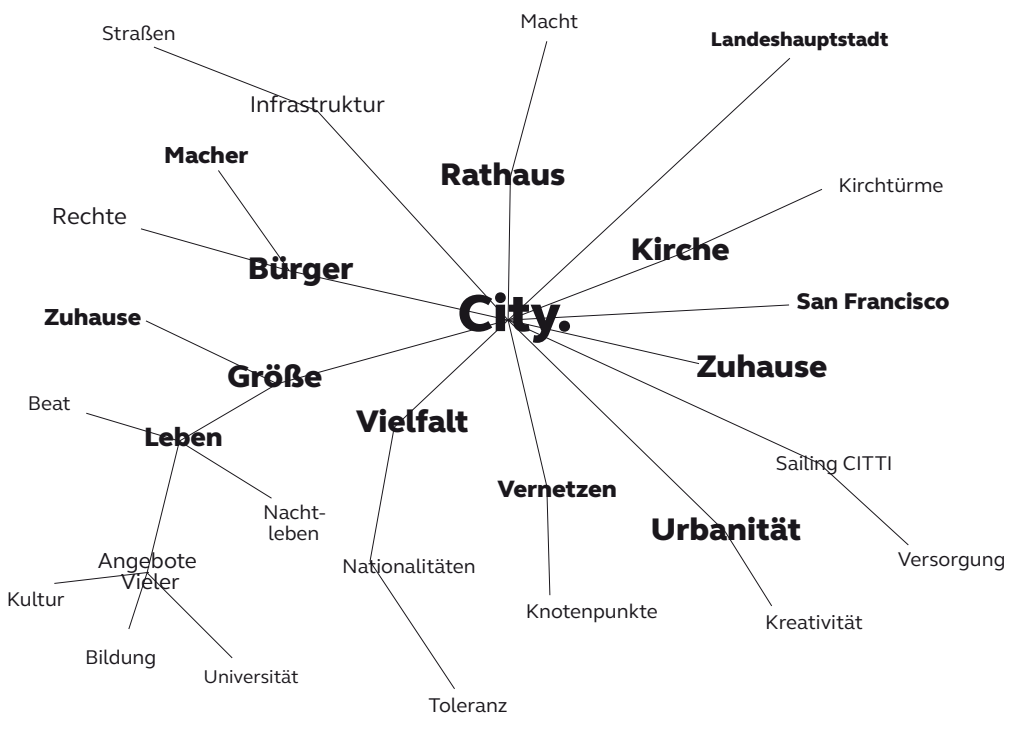 Macht
Straßen
Landeshauptstadt
Infrastruktur
Macher
Rathaus
Kirchtürme
Rechte
Kirche
Bürger
San Francisco
City.
Zuhause
Zuhause
Größe
Beat
Vielfalt
Leben
Sailing CITTI
Vernetzen
Nacht-
leben
Urbanität
Angebote
Vieler
Nationalitäten
Versorgung
Kultur
Knotenpunkte
Kreativität
Bildung
Universität
Toleranz